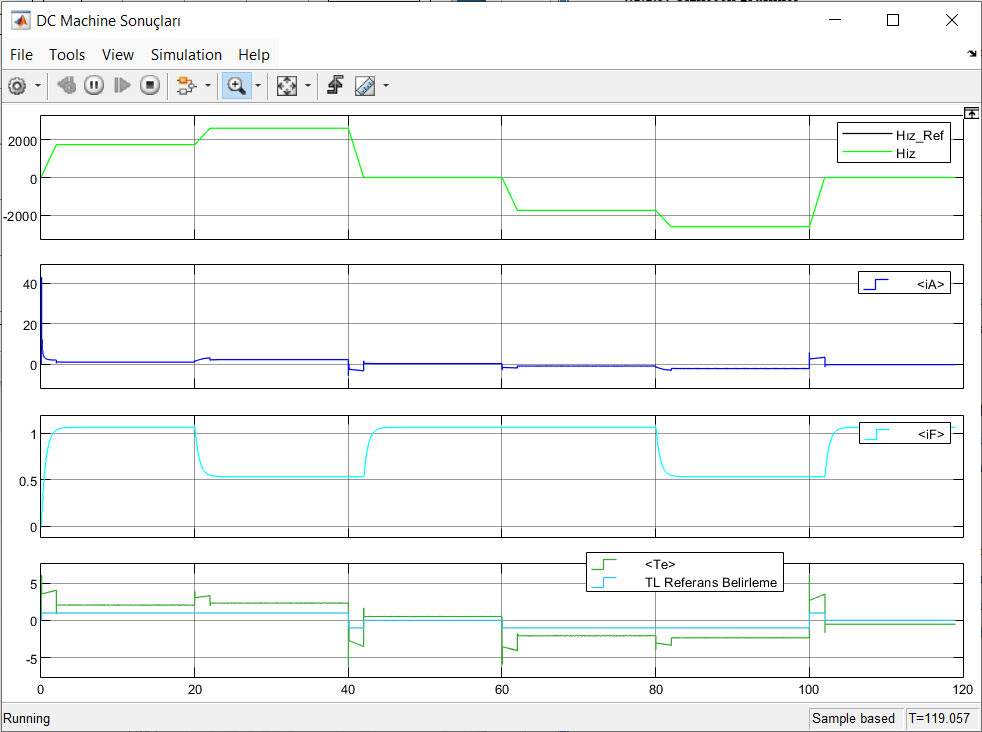 DC Machine Sonuçları
File Tools View Simulation Help
2000
0
-2000
Hız_Ref
Hiz
40
20
0
<iA>
1
0.5
0
<iF>
5
0
-5
<Te>
TL Referans Belirleme
0 20 40 60 80 100 120
Running
Sample based T=119.057